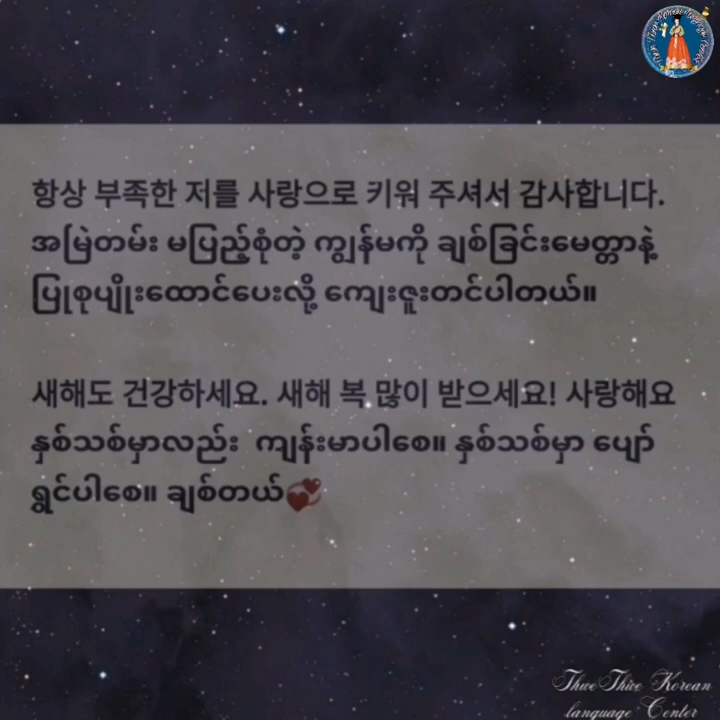 항상 부족한 저를 사랑으로 키워 주셔서 감사합니다.
အမြဲတမ်း မပြည့်စုံတဲ့ ကျွန်မကို ချစ်ခြင်းမေတ္တာနဲ့
ပြုစုပျိုးထောင်ပေးလို့ ကျေးဇူးတင်ပါတယ်။
새해도 건강하세요. 새해 복 많이 받으세요! 사랑해요
နှစ်သစ်မှာလည်း ကျန်းမာပါစေ။ နှစ်သစ်မှာ ပျော်
ရွှင်ပါစေ။ ချစ်တယ်💞
Korean
language Center